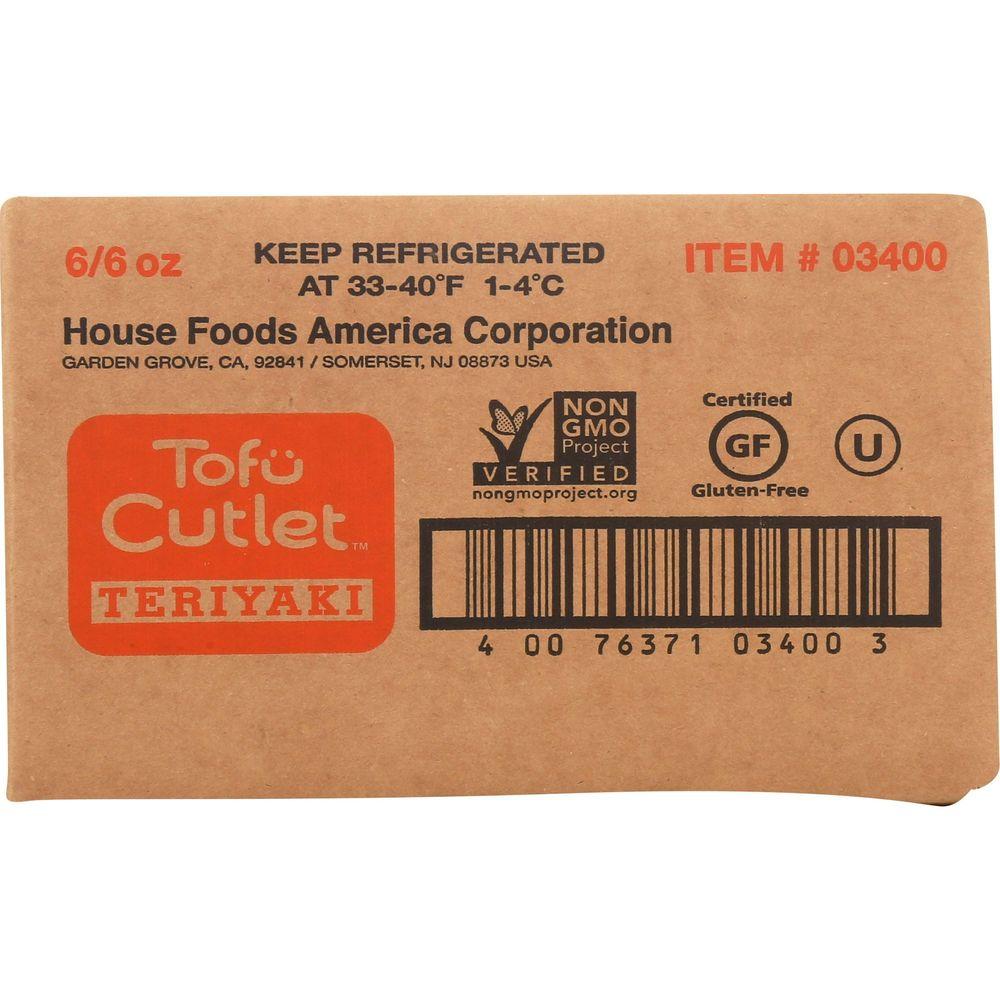 6/6 oz
KEEP REFRIGERATED
AT 33-40°F 1-4°C
ITEM # 03400
House Foods America Corporation
GARDEN GROVE, CA, 92841 / SOMERSET, NJ 08873 USA
Tofü
Cutlet™
TERIYAKI
NON
GMO
Project
VERIFIED
nongmoproject.org
Certified
GF
Gluten-Free
U
4 00 76371 03400 3